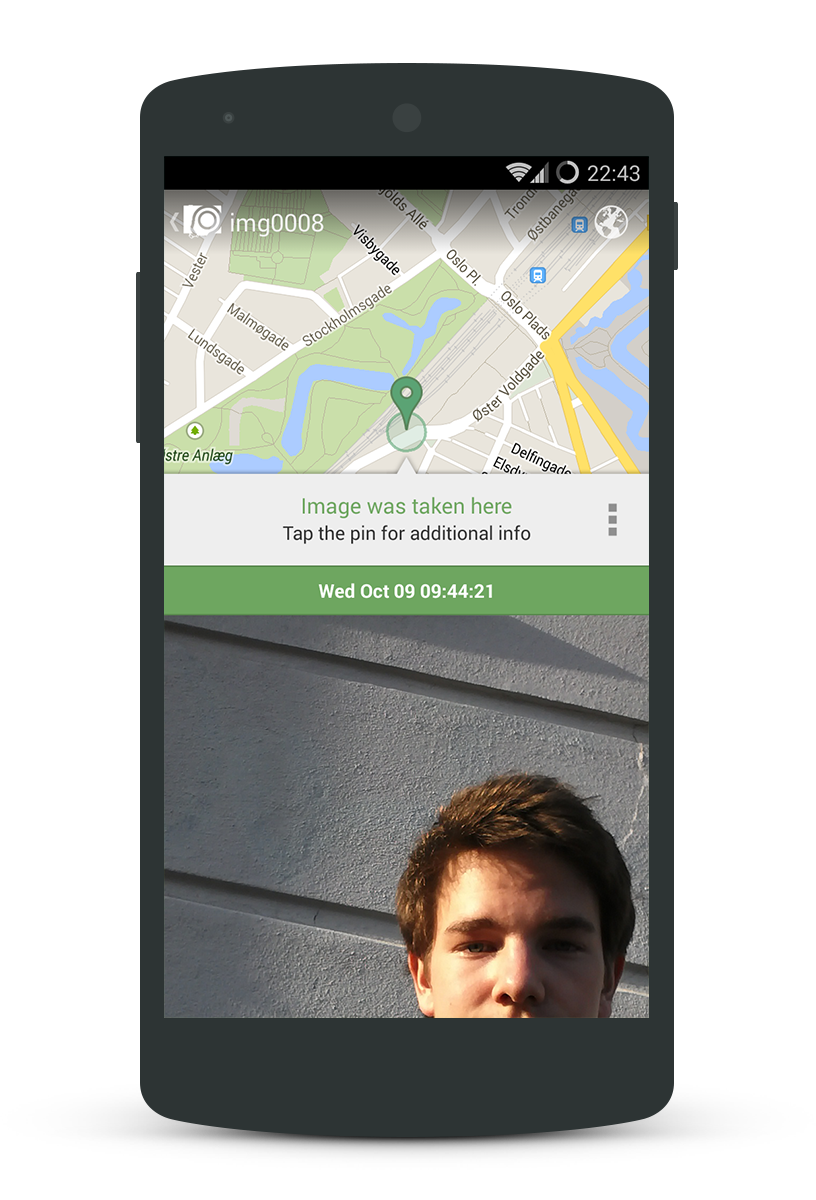 22:43
img0008
jolds Allé
Trond
Østbanega
Visbygade
Oslo Pl.
Vester
Stockholmsgade
Oslo Plads
Malmøgade
Lundsgade
Øster Voldgade
Delfingade
stre Anlæg
Elsdy
Image was taken here
Tap the pin for additional info
Wed Oct 09 09:44:21